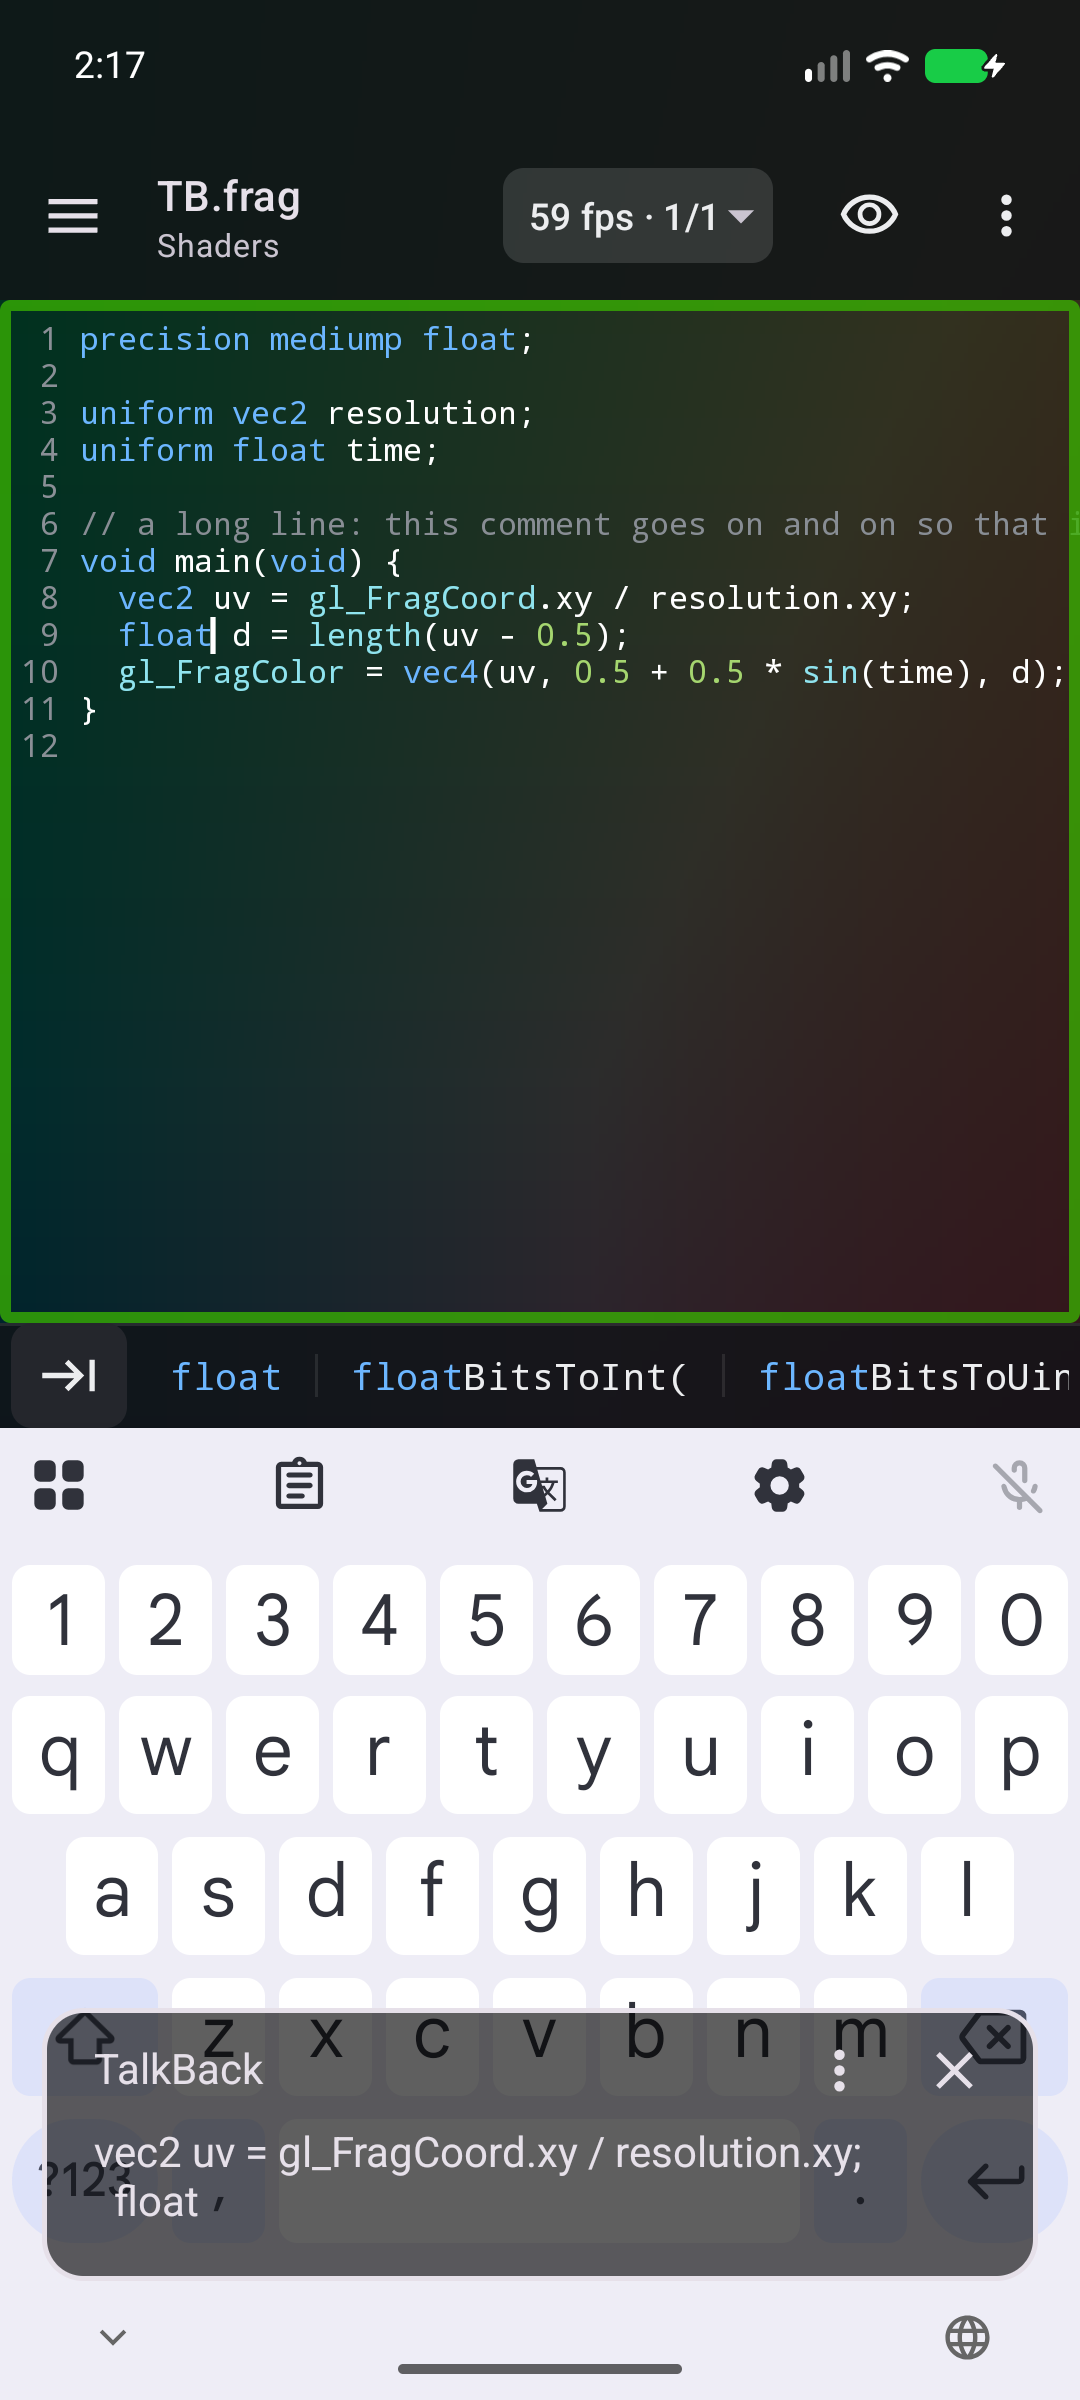 2:17
TB.frag
Shaders
59 fps · 1/1
1 precision mediump float;
2
3 uniform vec2 resolution;
4 uniform float time;
5
6 // a long line: this comment goes on and on so that i
7 void main(void) {
8   vec2 uv = gl_FragCoord.xy / resolution.xy;
9   float d = length(uv - 0.5);
10   gl_FragColor = vec4(uv, 0.5 + 0.5 * sin(time), d);
11 }
12
float floatBitsToInt( floatBitsToUin
1 2 3 4 5 6 7 8 9 0
q w e r t y u i o p
a s d f g h j k l
z x c v b n m
TalkBack
vec2 uv = gl_FragCoord.xy / resolution.xy;
  float
?123 , .